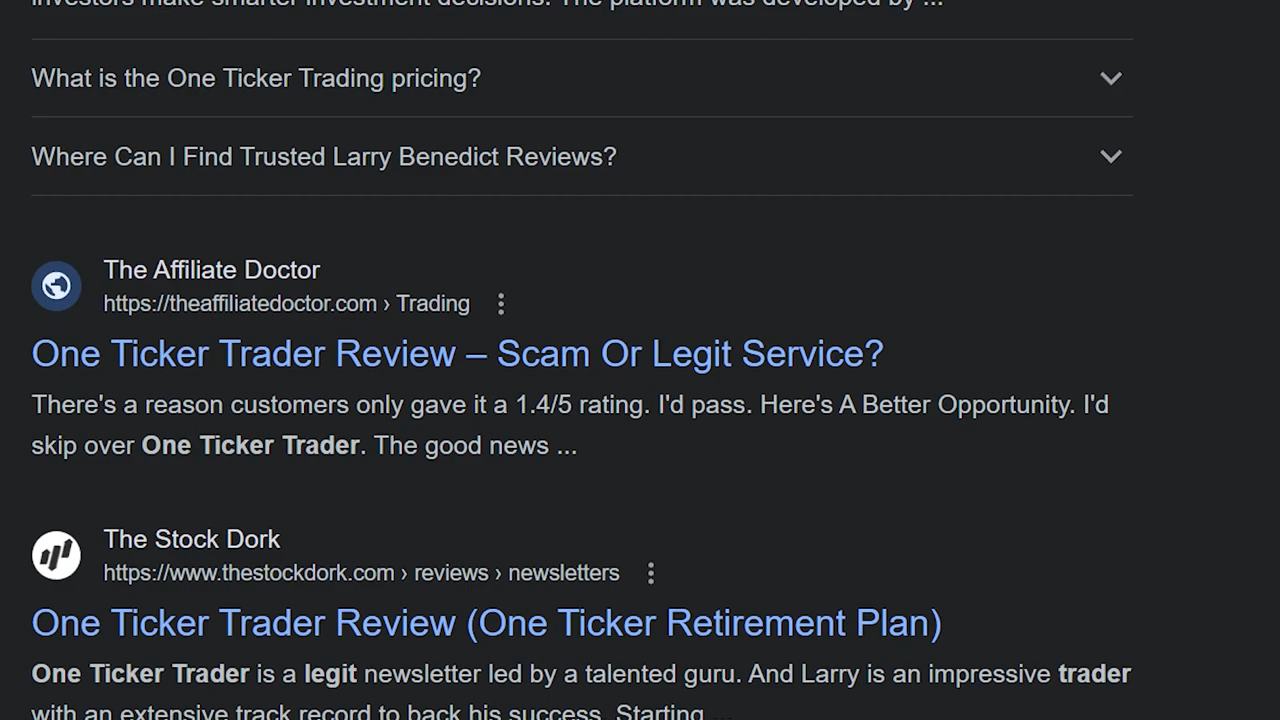 investors make smarter investment decisions. The platform was developed by ...
What is the One Ticker Trading pricing?
Where Can I Find Trusted Larry Benedict Reviews?
The Affiliate Doctor
https://theaffiliatedoctor.com › Trading
One Ticker Trader Review – Scam Or Legit Service?
There's a reason customers only gave it a 1.4/5 rating. I'd pass. Here's A Better Opportunity. I'd
skip over One Ticker Trader. The good news ...
The Stock Dork
https://www.thestockdork.com › reviews › newsletters
One Ticker Trader Review (One Ticker Retirement Plan)
One Ticker Trader is a legit newsletter led by a talented guru. And Larry is an impressive trader
with an extensive track record to back his success. Starting ...